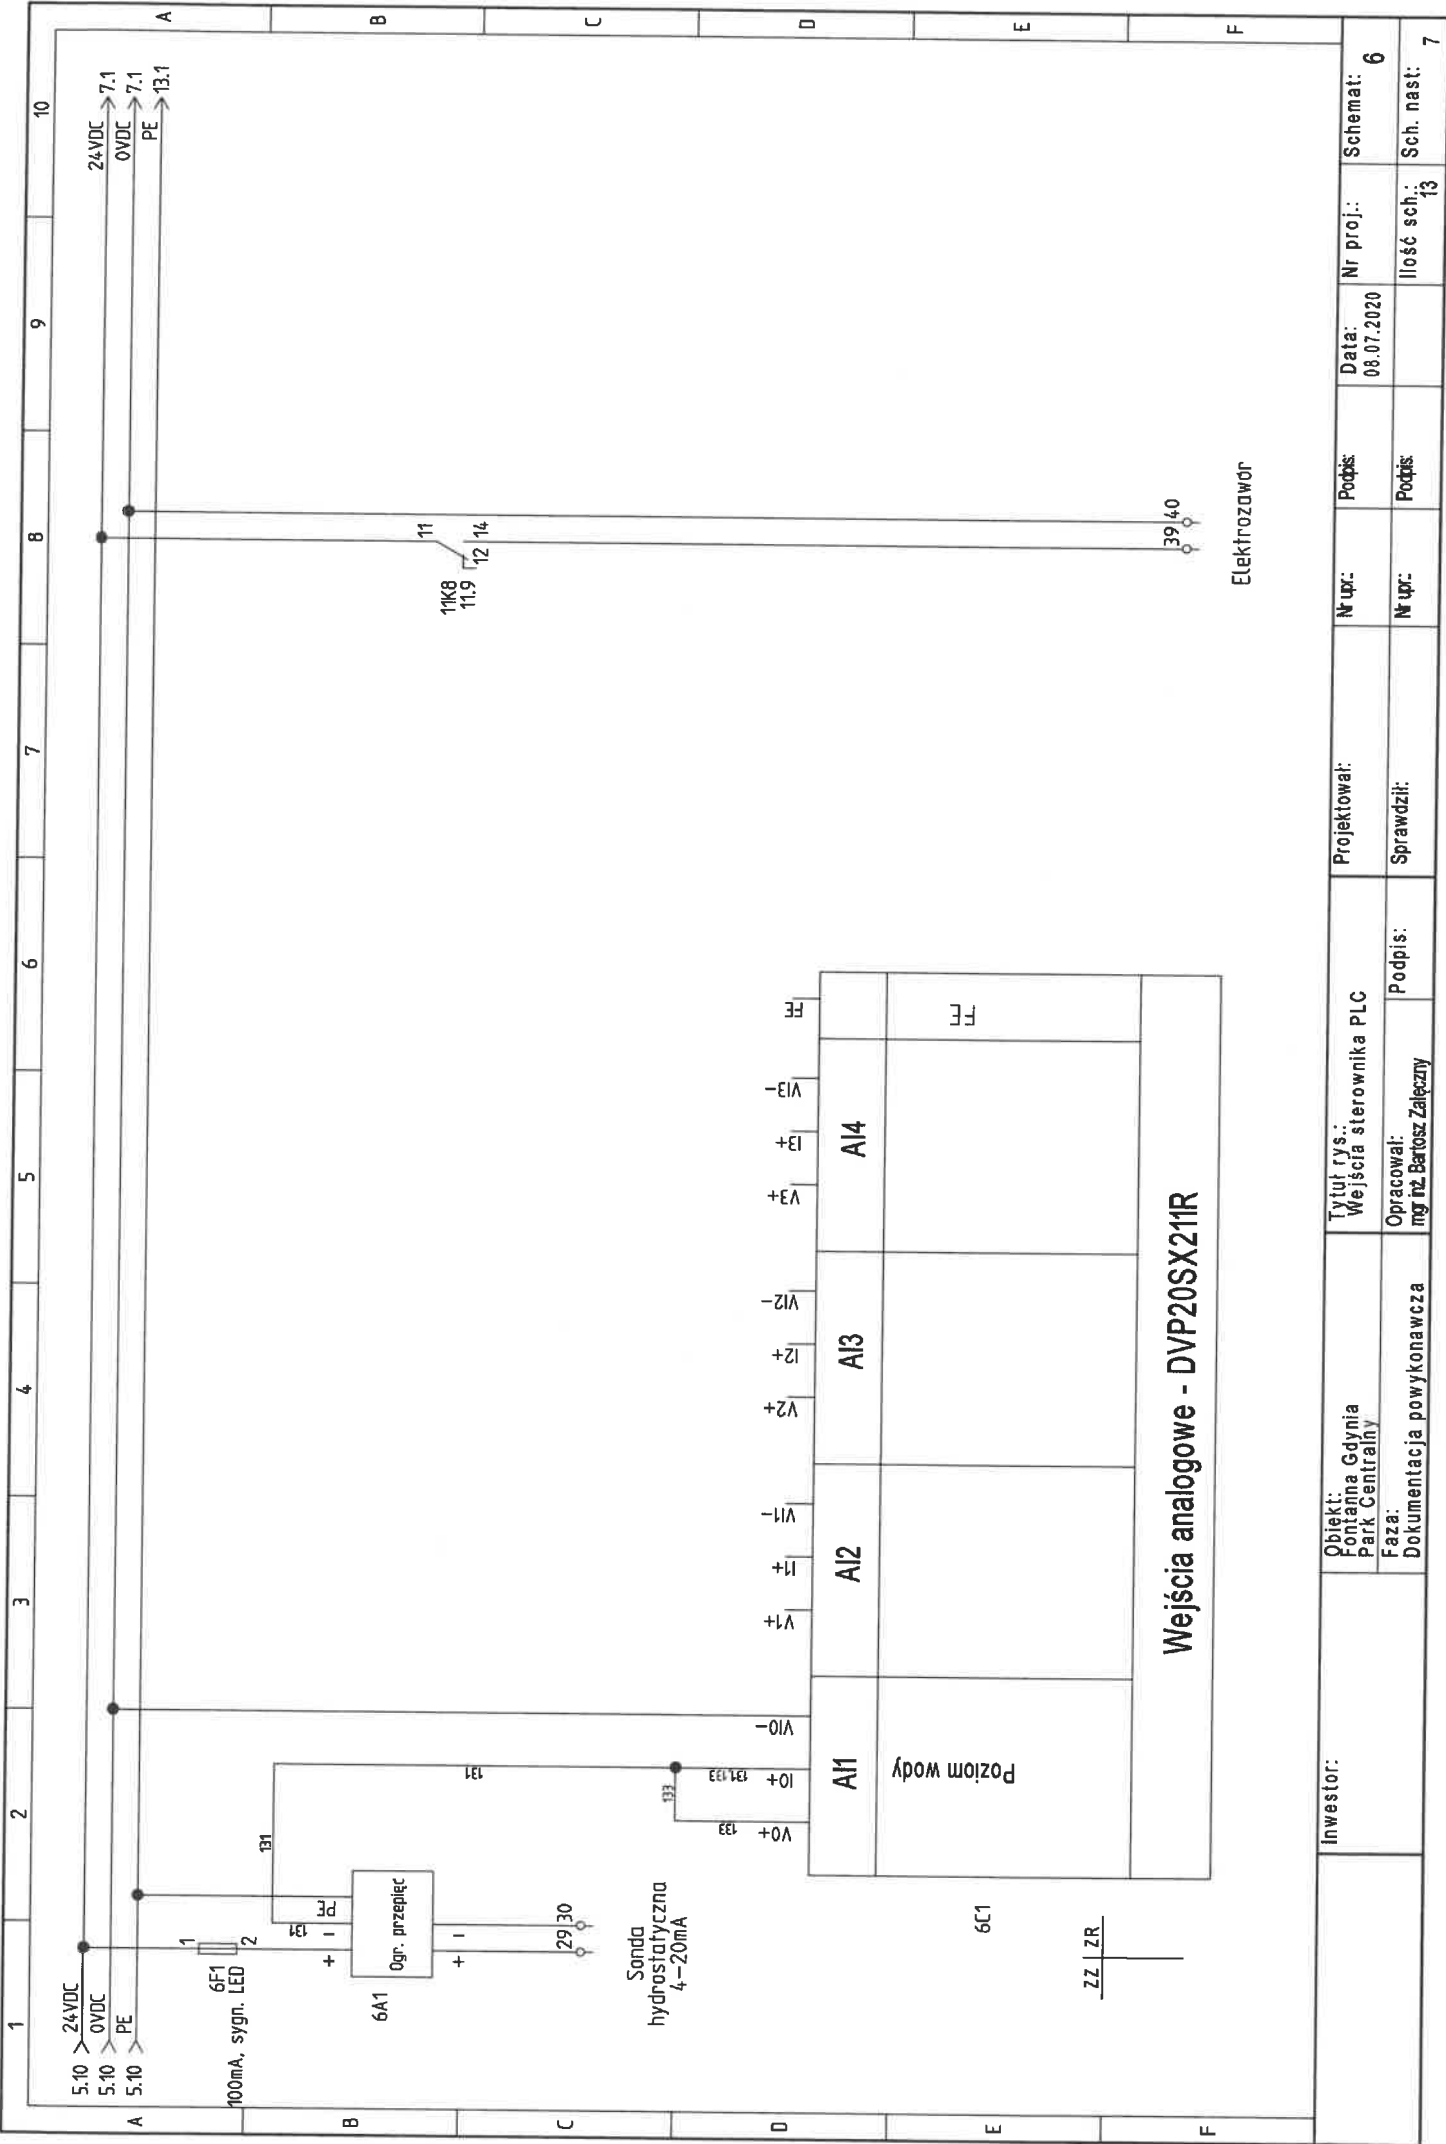 1 2 3 4 5 6 7 8 9 10
A
B
C
D
E
F
A
B
C
D
E
F
5.10 24VDC
5.10 0VDC
5.10 PE
24VDC 7.1
0VDC 7.1
PE 13.1
6F1
100mA, sygn. LED
1
2
131
131
131
+ - PE
6A1
Ogr. przepięć
+ -
29 30
Sonda
hydrostatyczna
4-20mA
133
133
131,133
V0+ I0+ VI0-
V1+ I1+ VI1-
V2+ I2+ VI2-
V3+ I3+ VI3-
FE
AI1 AI2 AI3 AI4
Poziom wody
FE
Wejścia analogowe - DVP20SX211R
6C1
ZZ ZR
11K8
11.9
11
12 14
39 40
Elektrozawór
Inwestor:
Obiekt:
Fontanna Gdynia
Park Centralny
Faza:
Dokumentacja powykonawcza
Tytuł rys.:
Wejścia sterownika PLC
Opracował:
mgr inż. Bartosz Załęczny
Podpis:
Projektował:
Nr upr.:
Podpis:
Sprawdził:
Nr upr.:
Podpis:
Data:
08.07.2020
Nr proj.:
Schemat:
6
Ilość sch.:
13
Sch. nast:
7